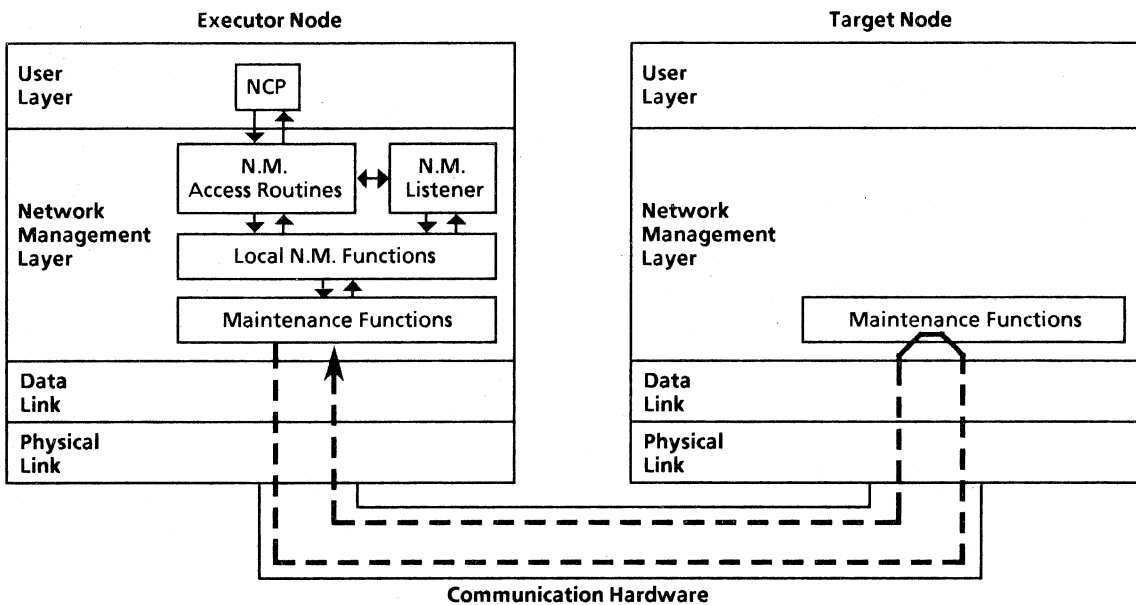 Executor Node
Target Node
User
Layer
NCP
N.M.
Access Routines
N.M.
Listener
Network
Management
Layer
Local N.M. Functions
Maintenance Functions
Data
Link
Physical
Link
User
Layer
Network
Management
Layer
Maintenance Functions
Data
Link
Physical
Link
Communication Hardware